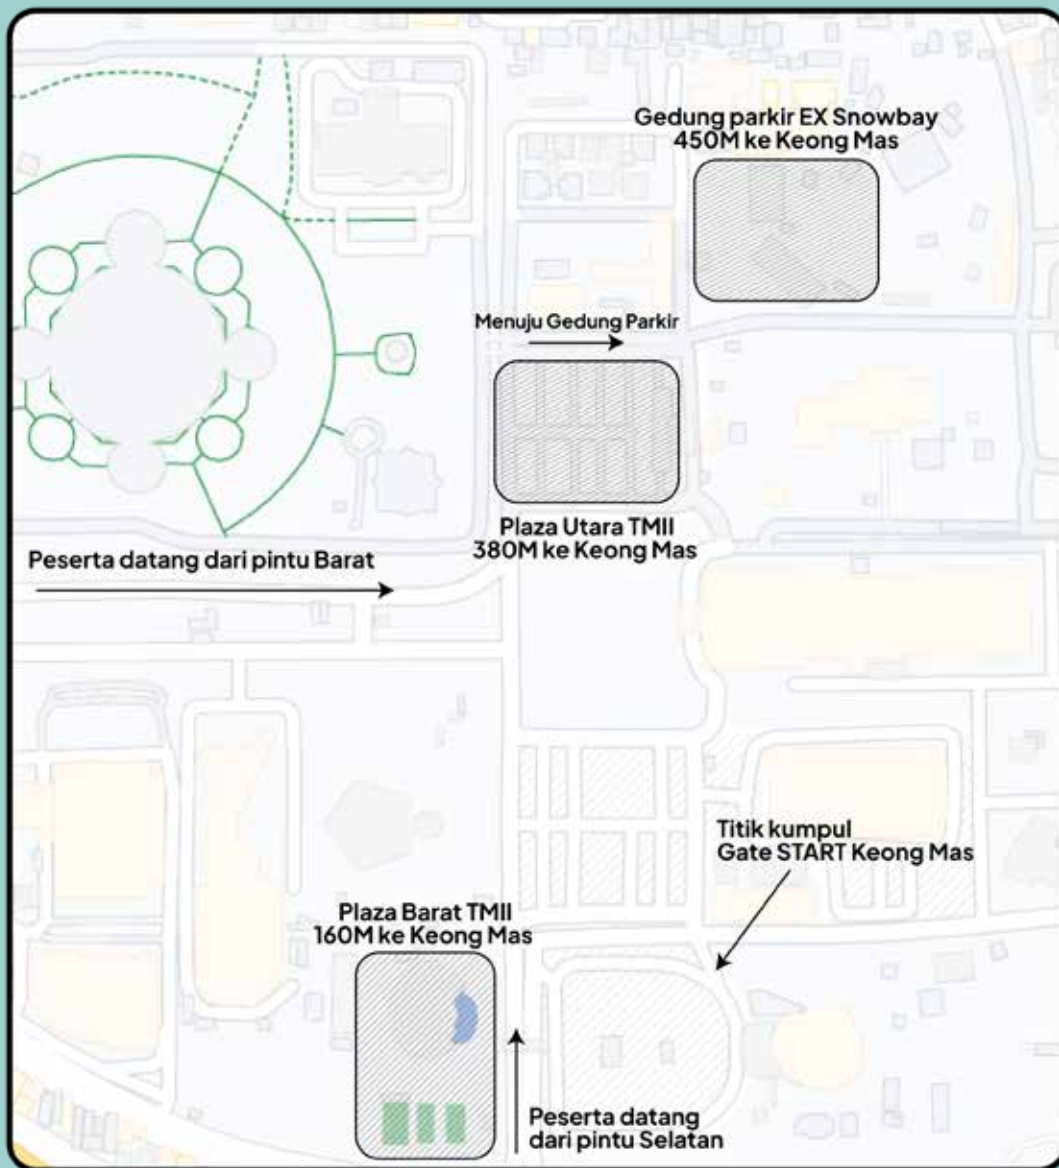 Gedung parkir EX Snowbay
450M ke Keong Mas
Menuju Gedung Parkir
Plaza Utara TMII
380M ke Keong Mas
Peserta datang dari pintu Barat
Titik kumpul
Gate START Keong Mas
Plaza Barat TMII
160M ke Keong Mas
Peserta datang
dari pintu Selatan